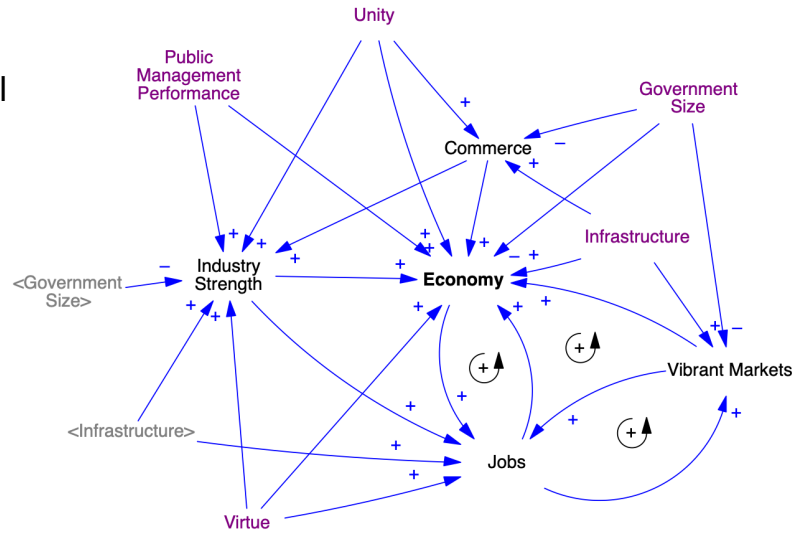 Unity
l
Public
Management
Performance
Government
Size
+
Commerce
−
+
Infrastructure
+
+
+
+
+
+
− +
Industry
Strength
+
Economy
−
<Government
Size>
+
+
+
+
+
+
−
+
+
Vibrant Markets
+
+
+
+
+
<Infrastructure>
+
+
Jobs
Virtue